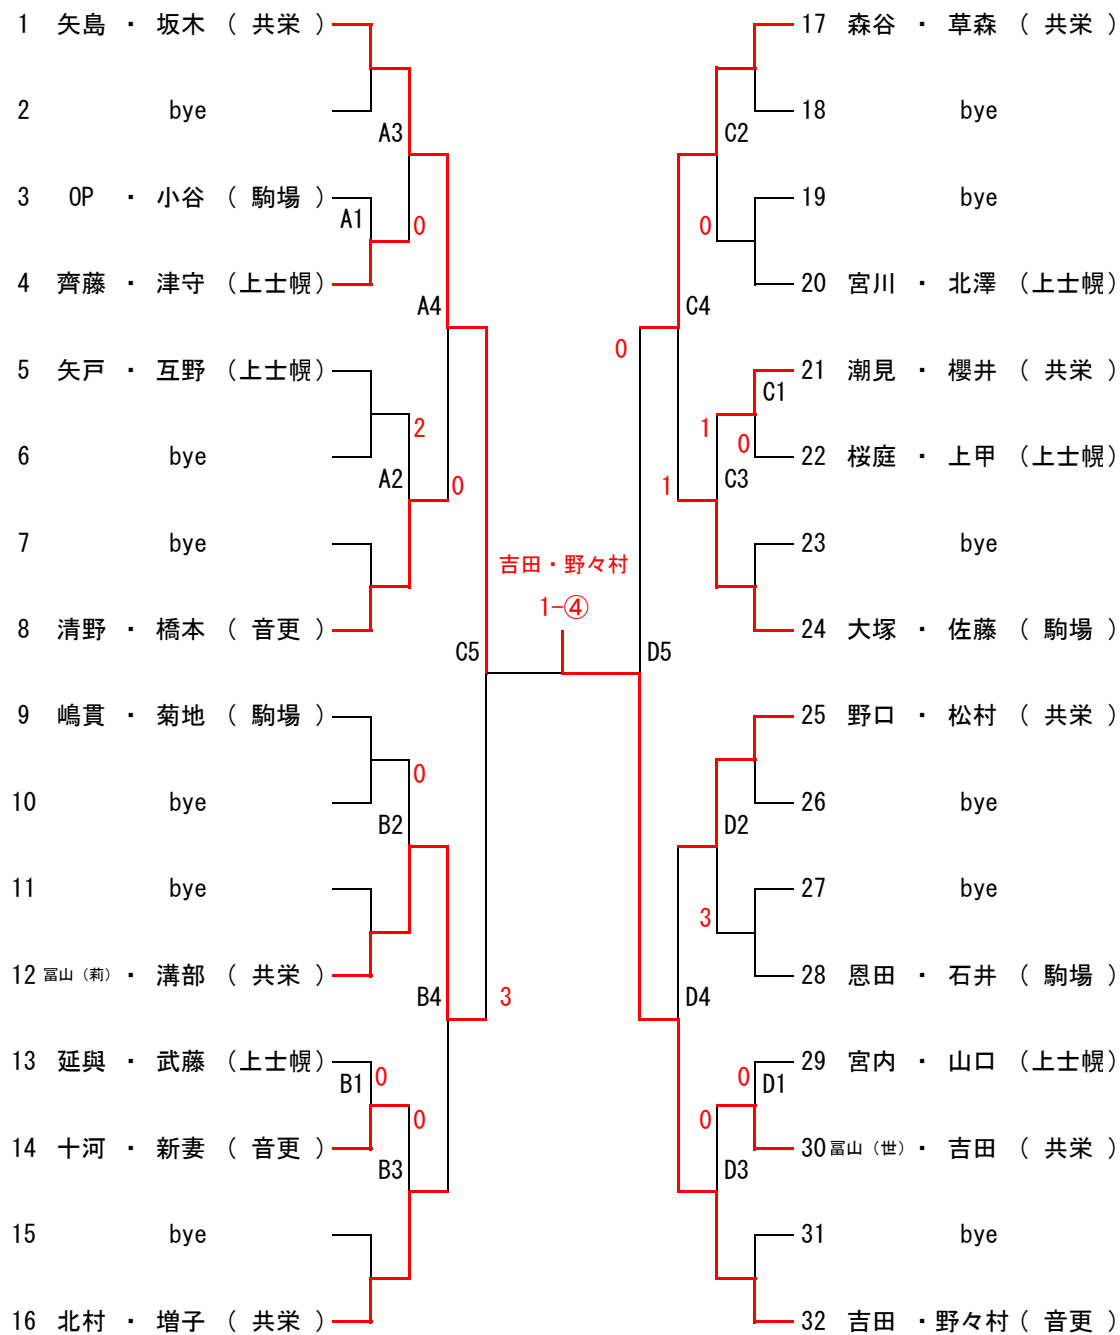 1 矢島 ・ 坂木 ( 共栄 )
2 bye
A3
3 OP ・ 小谷 ( 駒場 )
A1 0
4 齊藤 ・ 津守 (上士幌)
A4
5 矢戸 ・ 互野 (上士幌)
2
6 bye
A2 0
7 bye
8 清野 ・ 橋本 ( 音更 )
C5
9 嶋貫 ・ 菊地 ( 駒場 )
0
10 bye
B2
11 bye
12 冨山（莉）・ 溝部 ( 共栄 )
B4 3
13 延與 ・ 武藤 (上士幌)
B1 0
0
14 十河 ・ 新妻 ( 音更 )
B3
15 bye
16 北村 ・ 増子 ( 共栄 )
吉田・野々村
1-④
17 森谷 ・ 草森 ( 共栄 )
18 bye
C2
19 bye
0
20 宮川 ・ 北澤 (上士幌)
C4
0
21 潮見 ・ 櫻井 ( 共栄 )
C1
1 0
22 桜庭 ・ 上甲 (上士幌)
C3
1
23 bye
24 大塚 ・ 佐藤 ( 駒場 )
D5
25 野口 ・ 松村 ( 共栄 )
26 bye
D2
27 bye
3
28 恩田 ・ 石井 ( 駒場 )
D4
29 宮内 ・ 山口 (上士幌)
0 D1
0
30 冨山（世）・ 吉田 ( 共栄 )
D3
31 bye
32 吉田 ・野々村 ( 音更 )